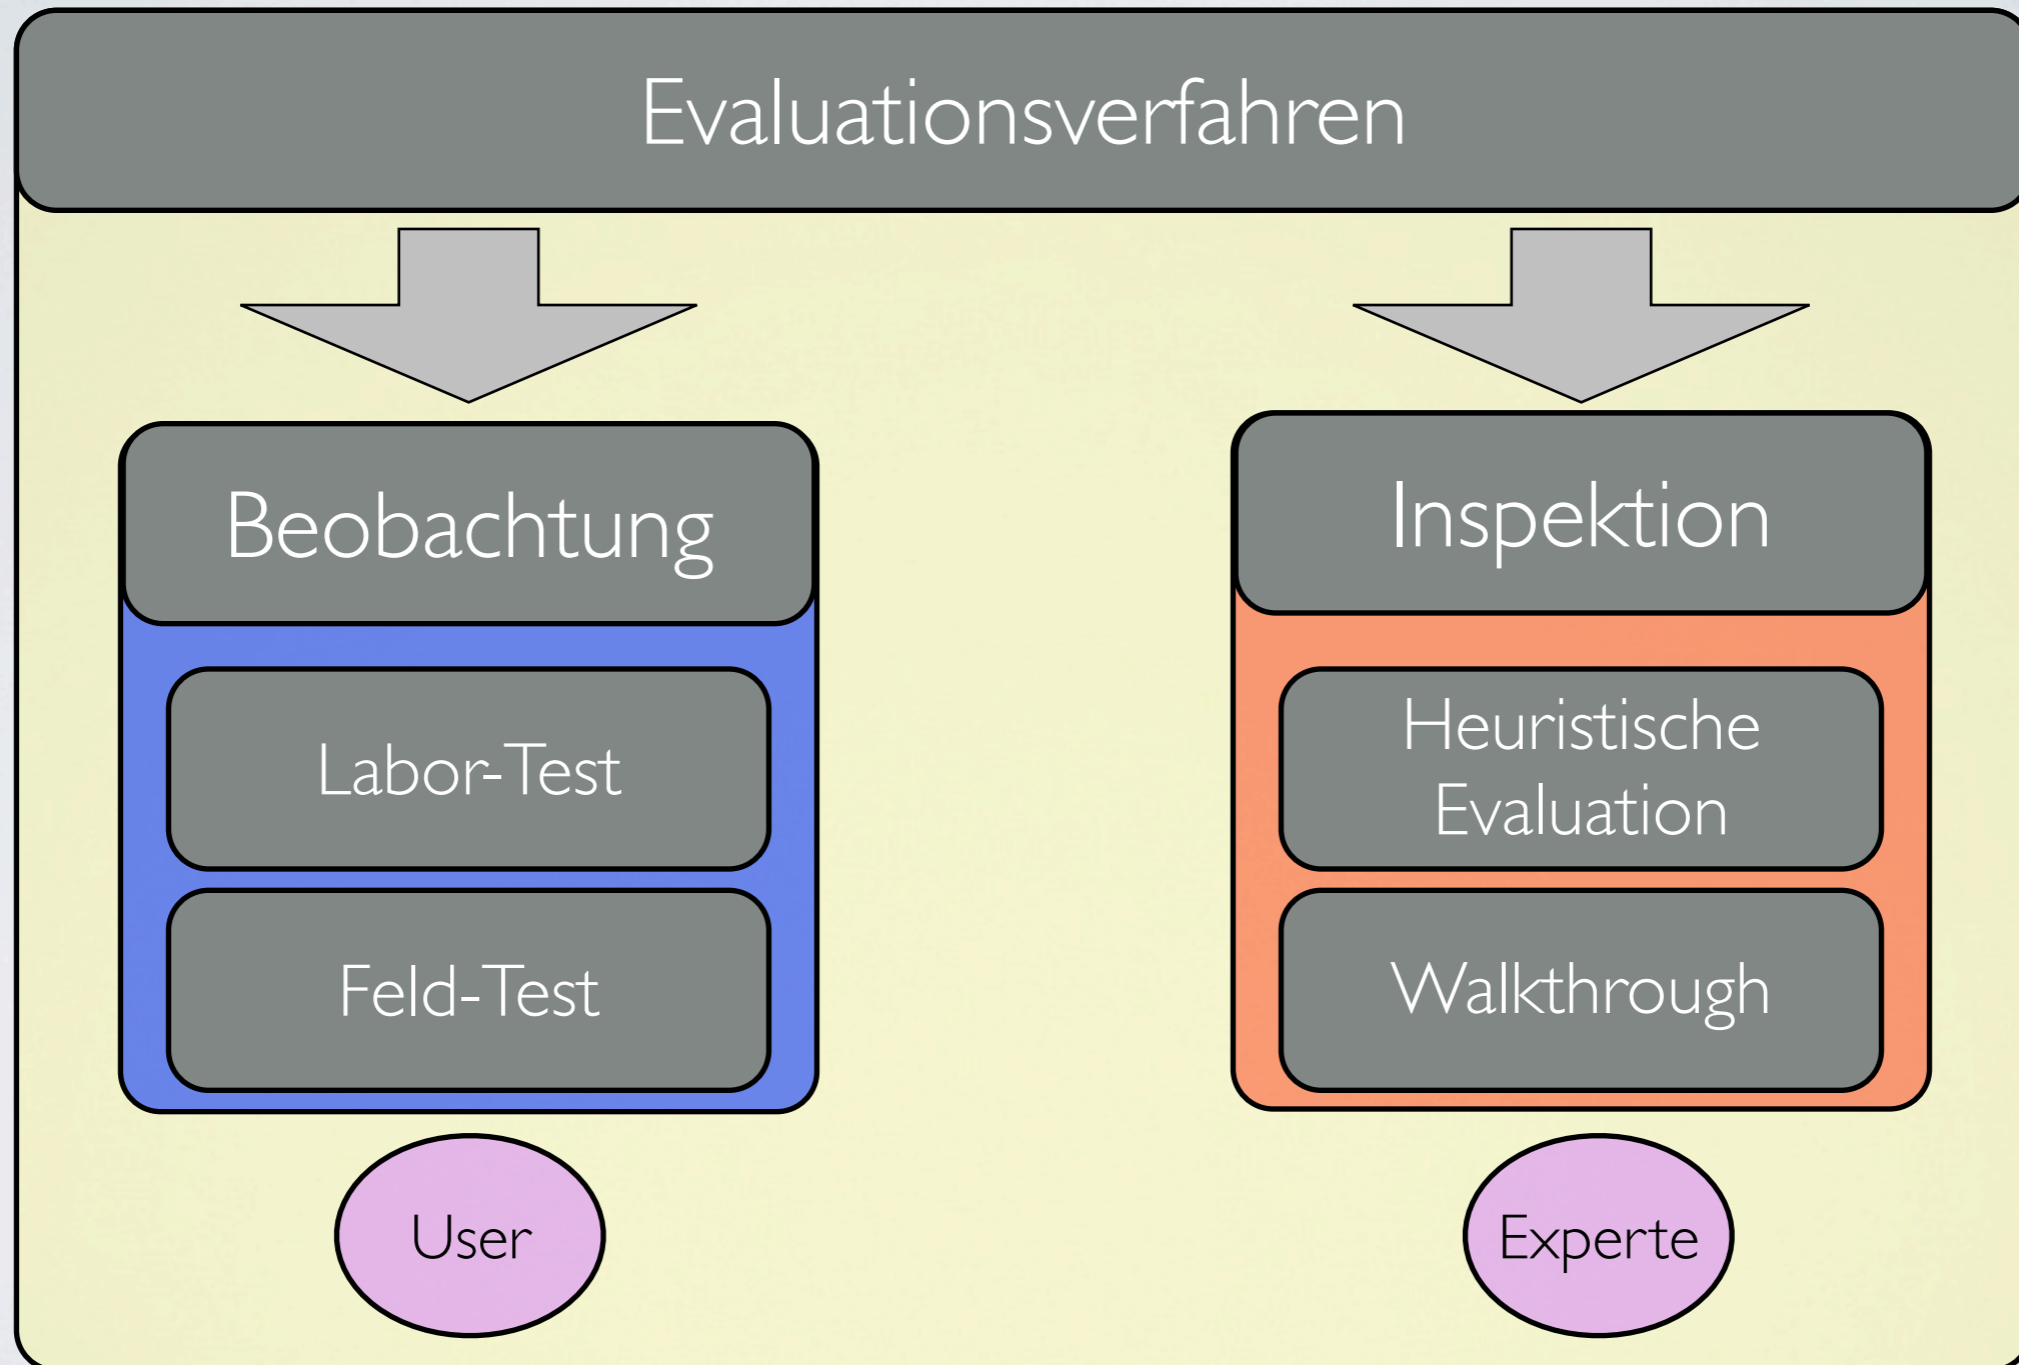 Evaluationsverfahren
Beobachtung
Labor-Test
Feld-Test
User
Inspektion
Heuristische
Evaluation
Walkthrough
Experte